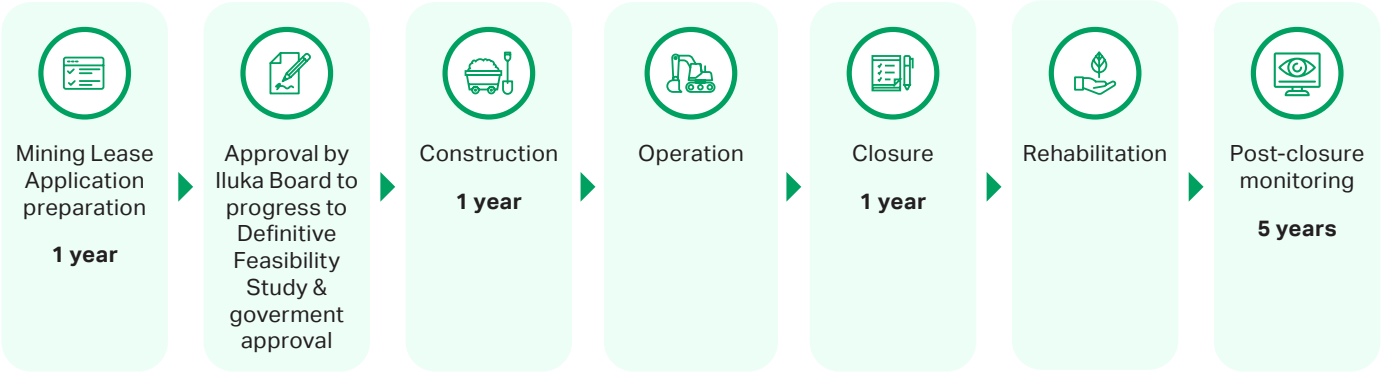 Mining Lease
Application
preparation
1 year
Approval by
Iluka Board to
progress to
Definitive
Feasibility
Study &
goverment
approval
Construction
1 year
Operation
Closure
1 year
Rehabilitation
Post-closure
monitoring
5 years